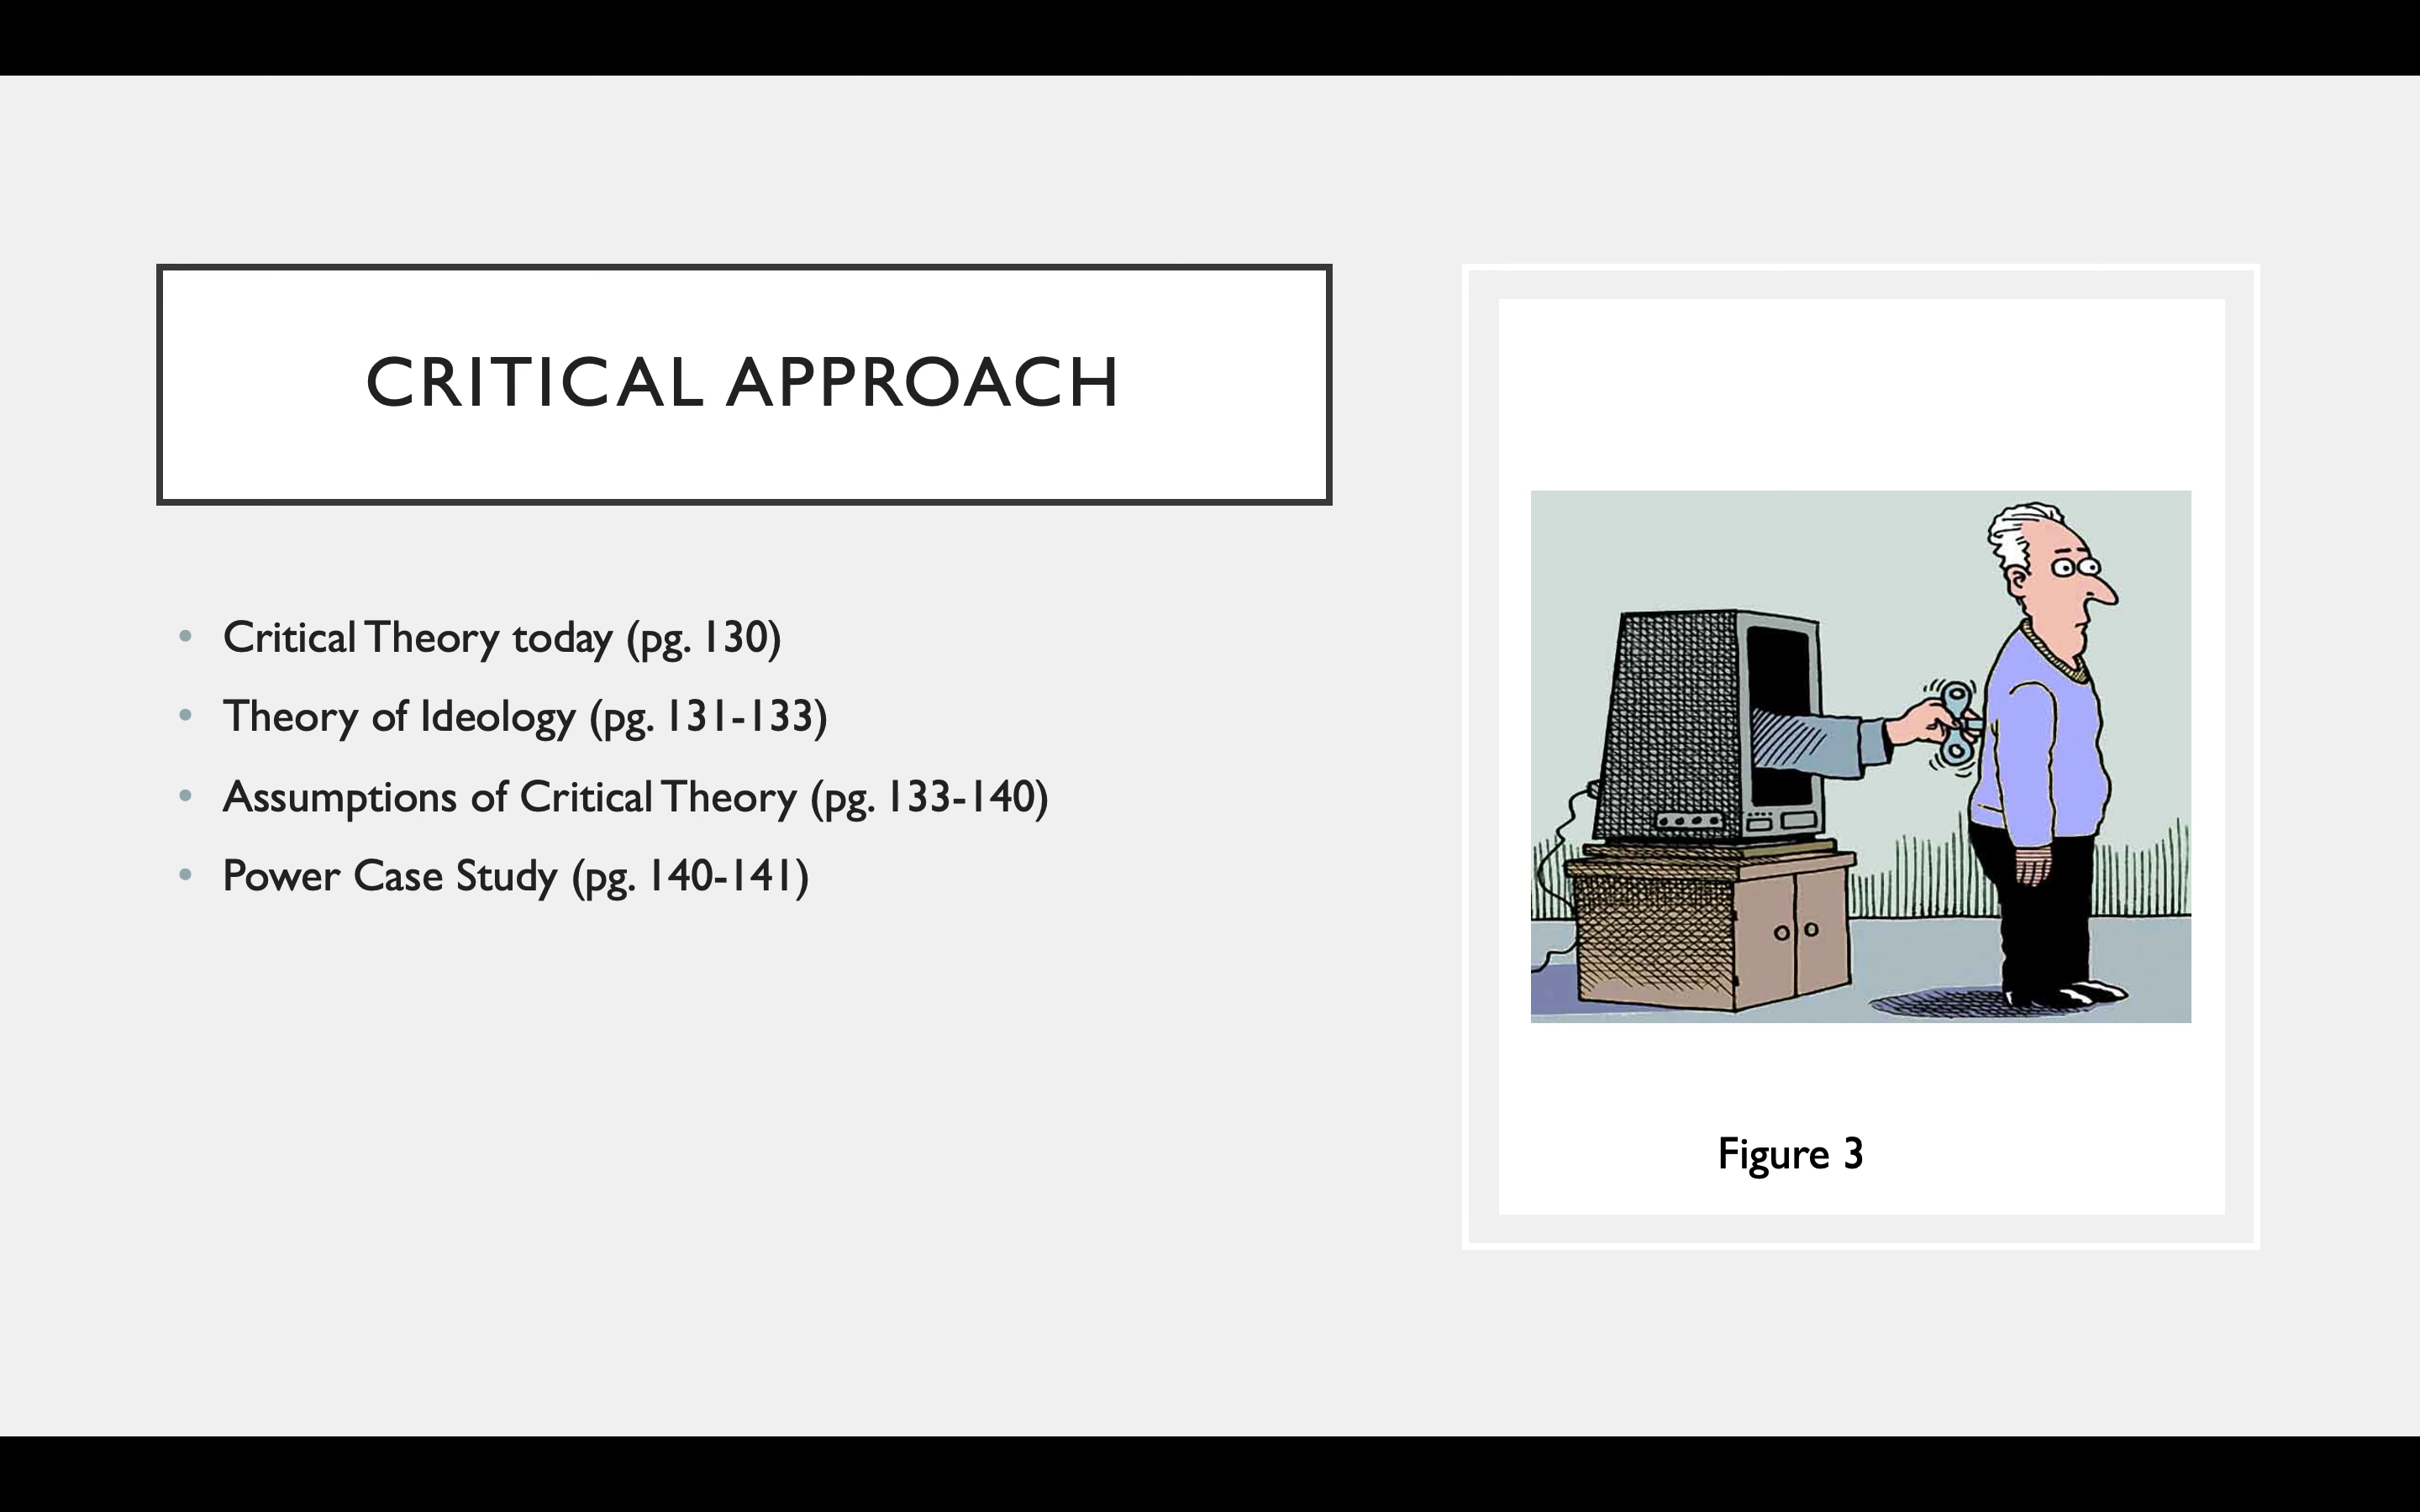 CRITICAL APPROACH
• Critical Theory today (pg. 130)
• Theory of Ideology (pg. 131-133)
• Assumptions of Critical Theory (pg. 133-140)
• Power Case Study (pg. 140-141)
Figure 3